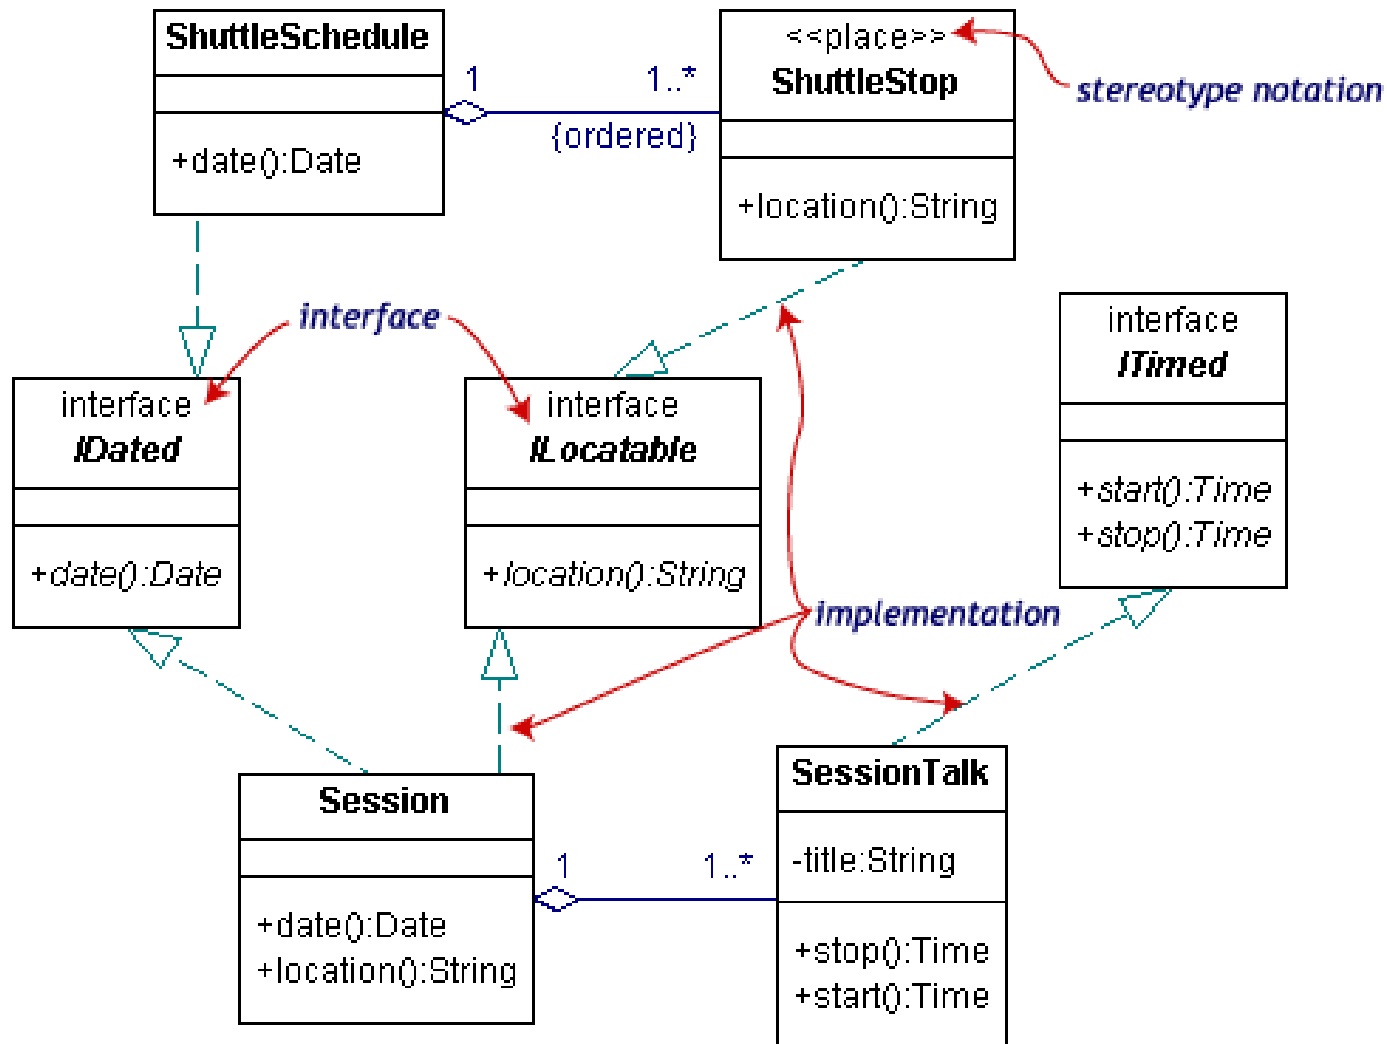 ShuttleSchedule
+date():Date
1
1..*
{ordered}
<<place>>
ShuttleStop
+location():String
stereotype notation
interface
interface
IDated
+date():Date
interface
ILocatable
+location():String
interface
ITimed
+start():Time
+stop():Time
implementation
Session
+date():Date
+location():String
1
1..*
SessionTalk
-title:String
+stop():Time
+start():Time